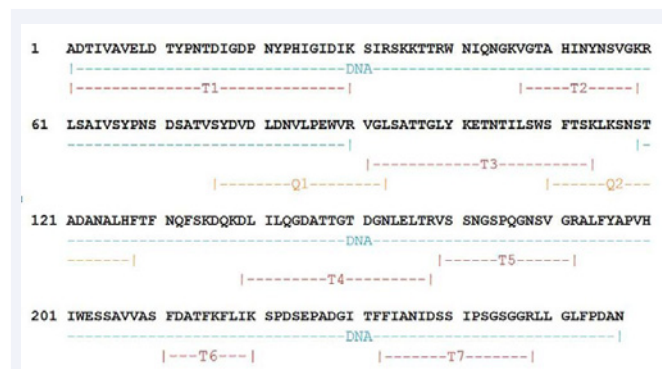 1 ADTIVAVELD TYPNTDIGDP NYPHIGIDIK SIRSKKTTRW NIQNGKVGTA HINYNSVGKR
|----------------------------------DNA-----------------------------------
|---------------T1----------------| |-----T2-----|
61 LSAIVSYPNS DSATVSYDVD LDNVLPEWVR VGLSATTGLY KETNTILSWS FTSKLKSNST
----------------------------------| |-
|--------------T3-----------|
|---------Q1---------| |------Q2---
121 ADANALHFTF NQFSKDQKDL ILQGDATTGT DGNLELTRVS SNGSPQGNSV GRALFYAPVH
----------------------------------DNA-----------------------------------
-------| |-------T5-------|
|----------T4-----------|
201 IWESSAVVAS FDATFKFLIK SPDSEPADGI TFFIANIDSS IPSGSGGRLL GLFPDAN
----------------------------------DNA--------------------------------|
|---T6-----| |-------T7---------|